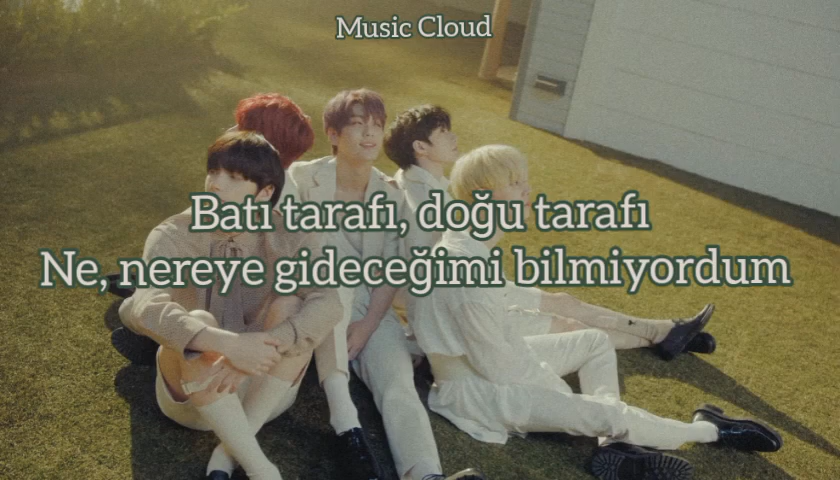 Music Cloud
Batı tarafı, doğu tarafı
Ne, nereye gideceğimi bilmiyordum